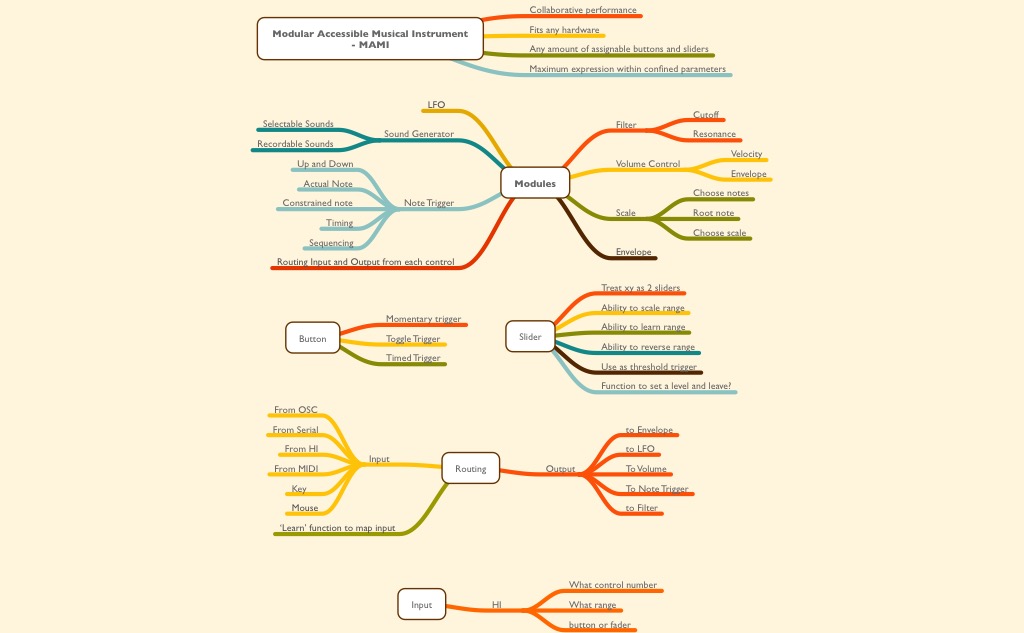 Modular Accessible Musical Instrument
- MAMI
Collaborative performance
Fits any hardware
Any amount of assignable buttons and sliders
Maximum expression within confined parameters
Modules
LFO
Sound Generator
Selectable Sounds
Recordable Sounds
Note Trigger
Up and Down
Actual Note
Constrained note
Timing
Sequencing
Routing Input and Output from each control
Filter
Cutoff
Resonance
Volume Control
Velocity
Envelope
Scale
Choose notes
Root note
Choose scale
Envelope
Button
Momentary trigger
Toggle Trigger
Timed Trigger
Slider
Treat xy as 2 sliders
Ability to scale range
Ability to learn range
Ability to reverse range
Use as threshold trigger
Function to set a level and leave?
Routing
Input
From OSC
From Serial
From HI
From MIDI
Key
Mouse
'Learn' function to map input
Output
to Envelope
to LFO
To Volume
To Note Trigger
to Filter
Input
HI
What control number
What range
button or fader